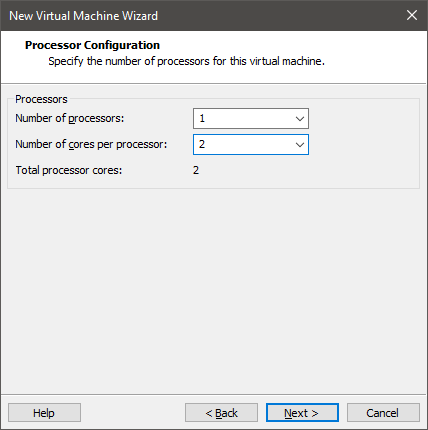 New Virtual Machine Wizard
Processor Configuration
Specify the number of processors for this virtual machine.
Processors
Number of processors: 1
Number of cores per processor: 2
Total processor cores: 2
Help < Back Next > Cancel